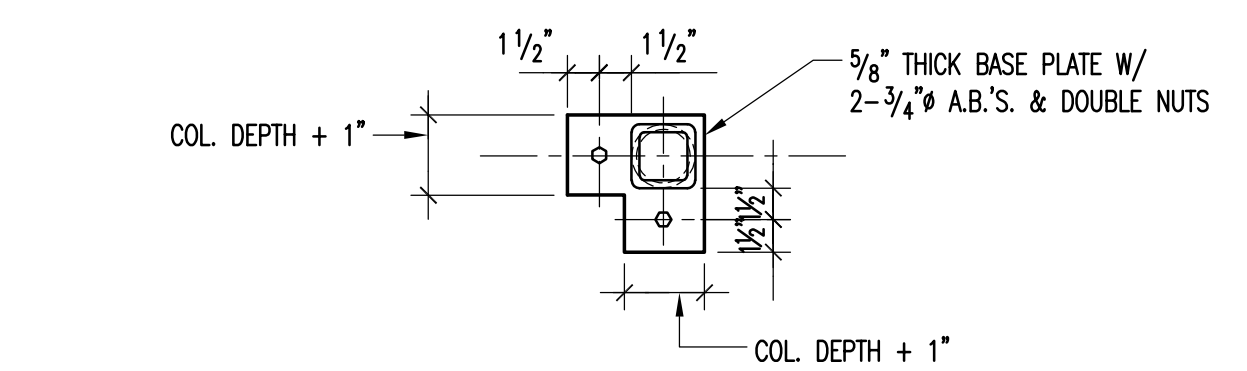 1 1/2" 1 1/2"
5/8" THICK BASE PLATE W/
2-3/4"ø A.B.'S. & DOUBLE NUTS
COL. DEPTH + 1"
1 1/2"
1 1/2"
COL. DEPTH + 1"